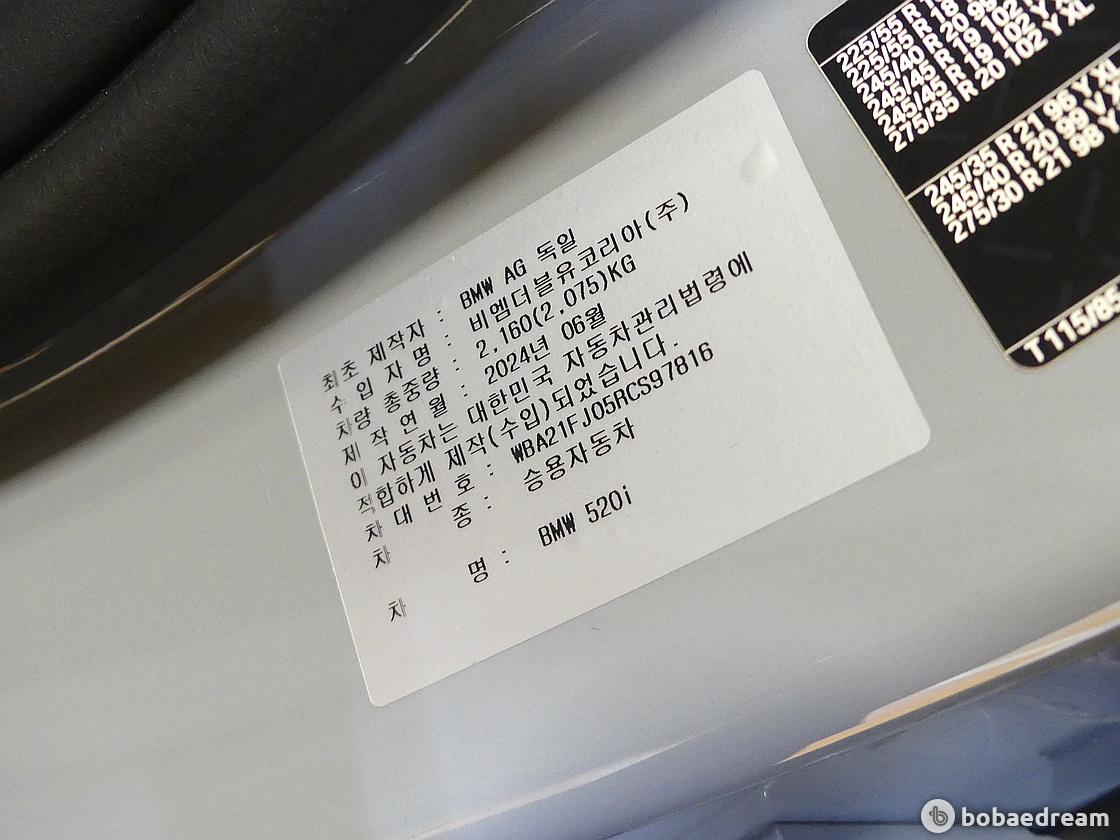 최초 제작자 : BMW AG 독일
수 입 자 명 : 비엠더블유코리아(주)
차량 총중량 : 2,160(2,075)KG
제 작 연 월 : 2024년 06월
이 자동차는 대한민국 자동차관리법령에
적합하게 제작(수입)되었습니다.
차 대 번 호 : WBA21FJ05RCS97816
차 종 : 승용자동차
차 명 : BMW 520i
225/55 R 18
225/55 R 18
245/40 R 20 99
245/45 R 19 102 Y
245/45 R 19 102 Y XL
275/35 R 20 102 Y XL
245/35 R 21 96 Y XL
245/40 R 20 99 V
275/30 R 21 98 Y
T 115/85
bobaedream